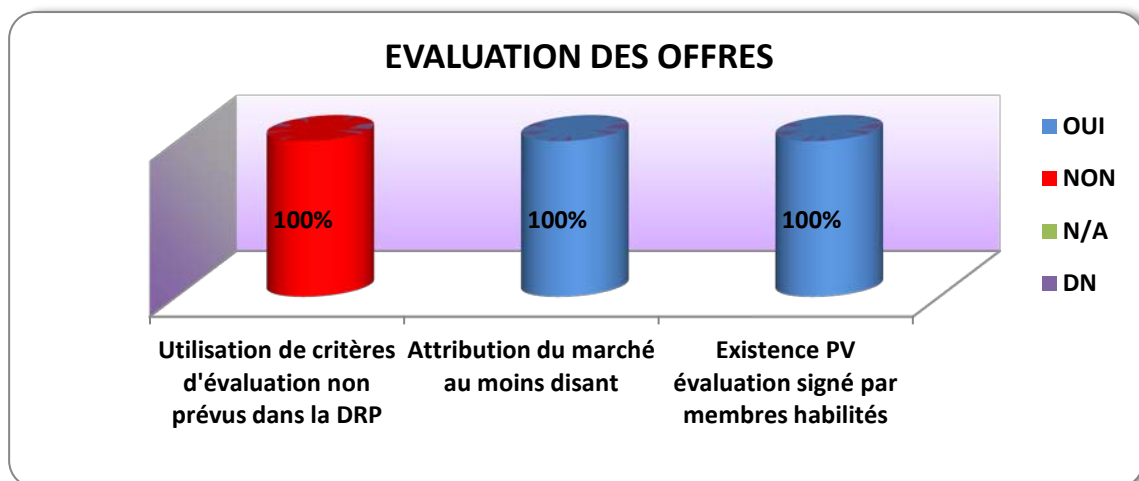 EVALUATION DES OFFRES
OUI
NON
N/A
DN
100%
100%
100%
Utilisation de critères
d'évaluation non
prévus dans la DRP
Attribution du marché
au moins disant
Existence PV
évaluation signé par
membres habilités